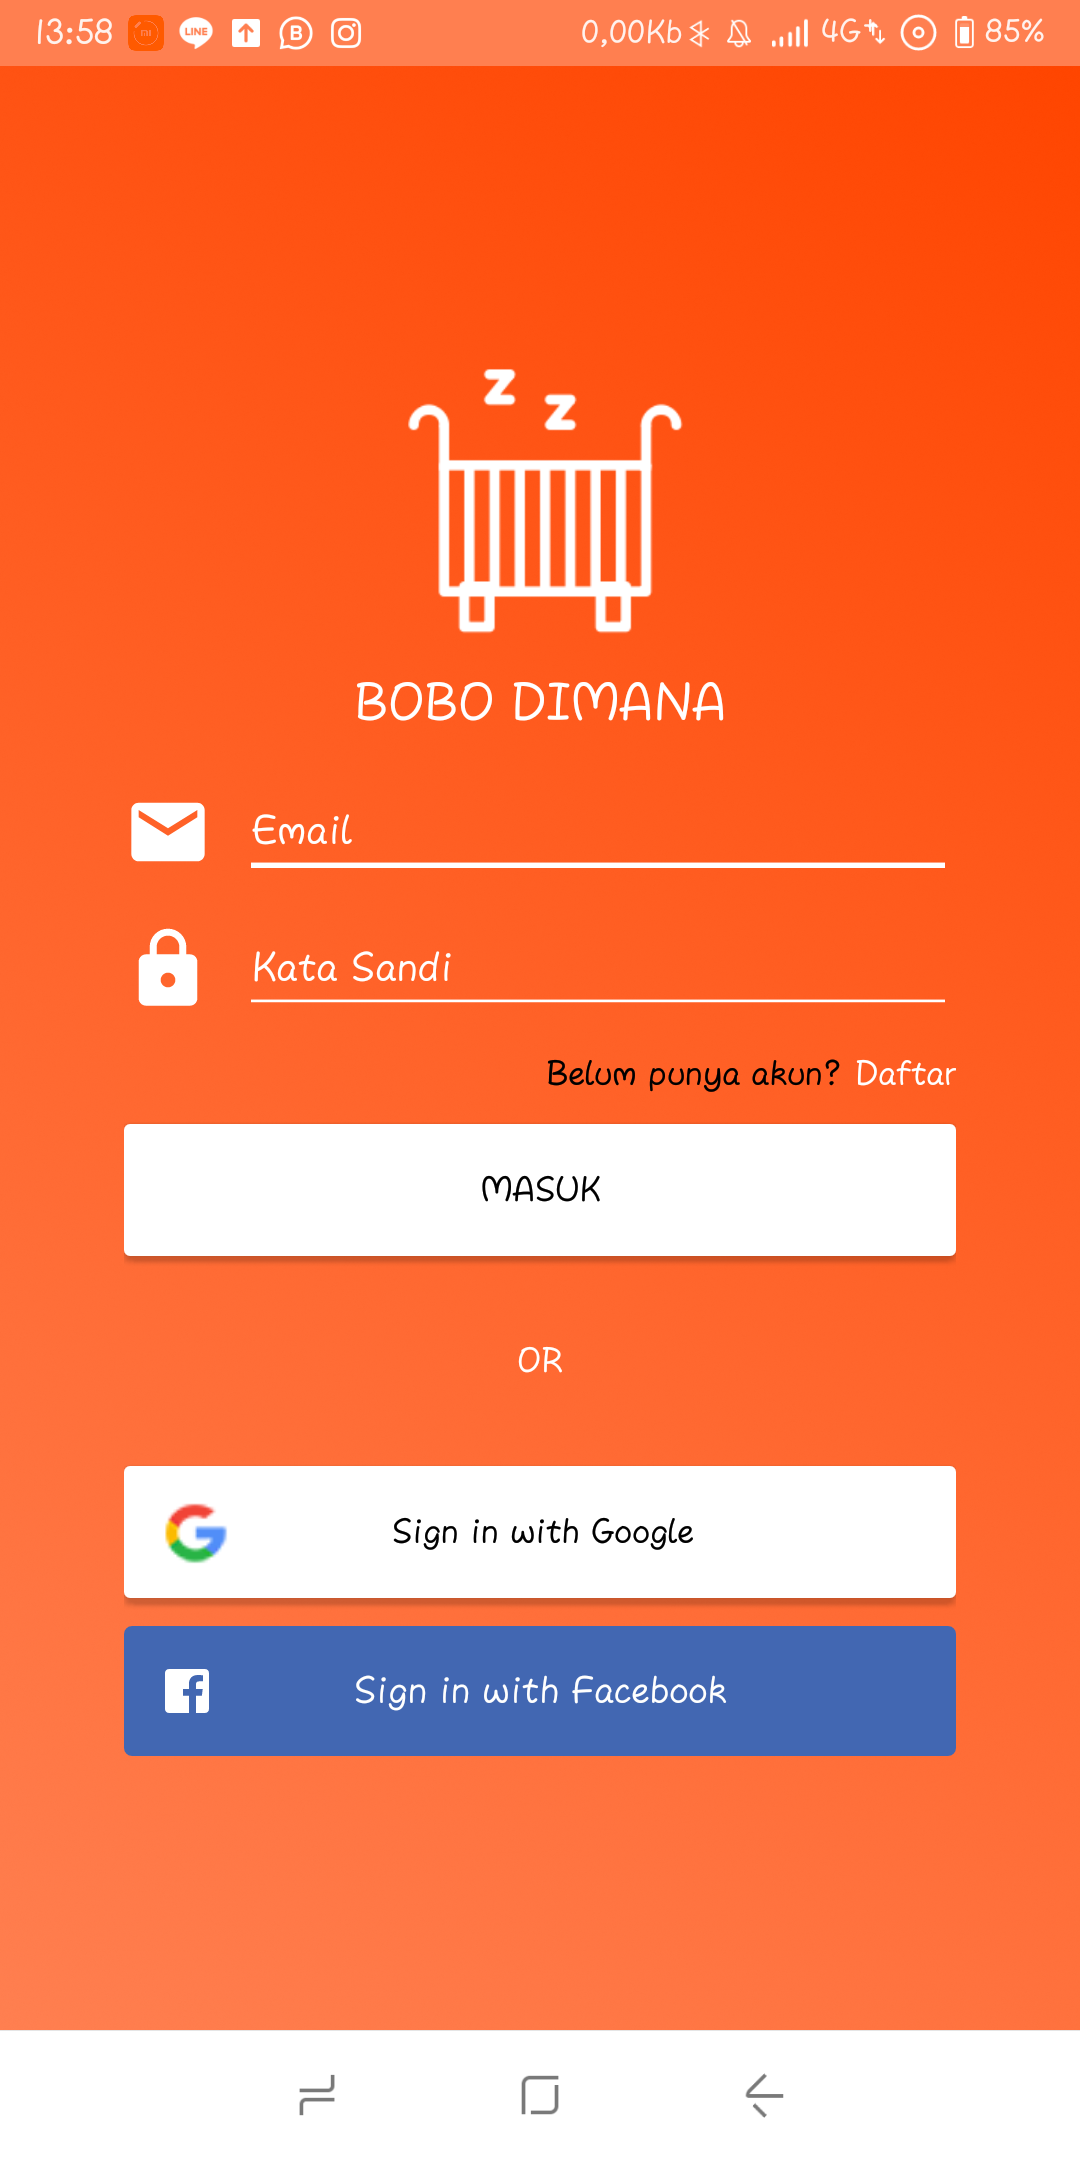 13:58 LINE B 0,00Kb 4G 85%
z z
BOBO DIMANA
Email
Kata Sandi
Belum punya akun? Daftar
MASUK
OR
Sign in with Google
Sign in with Facebook